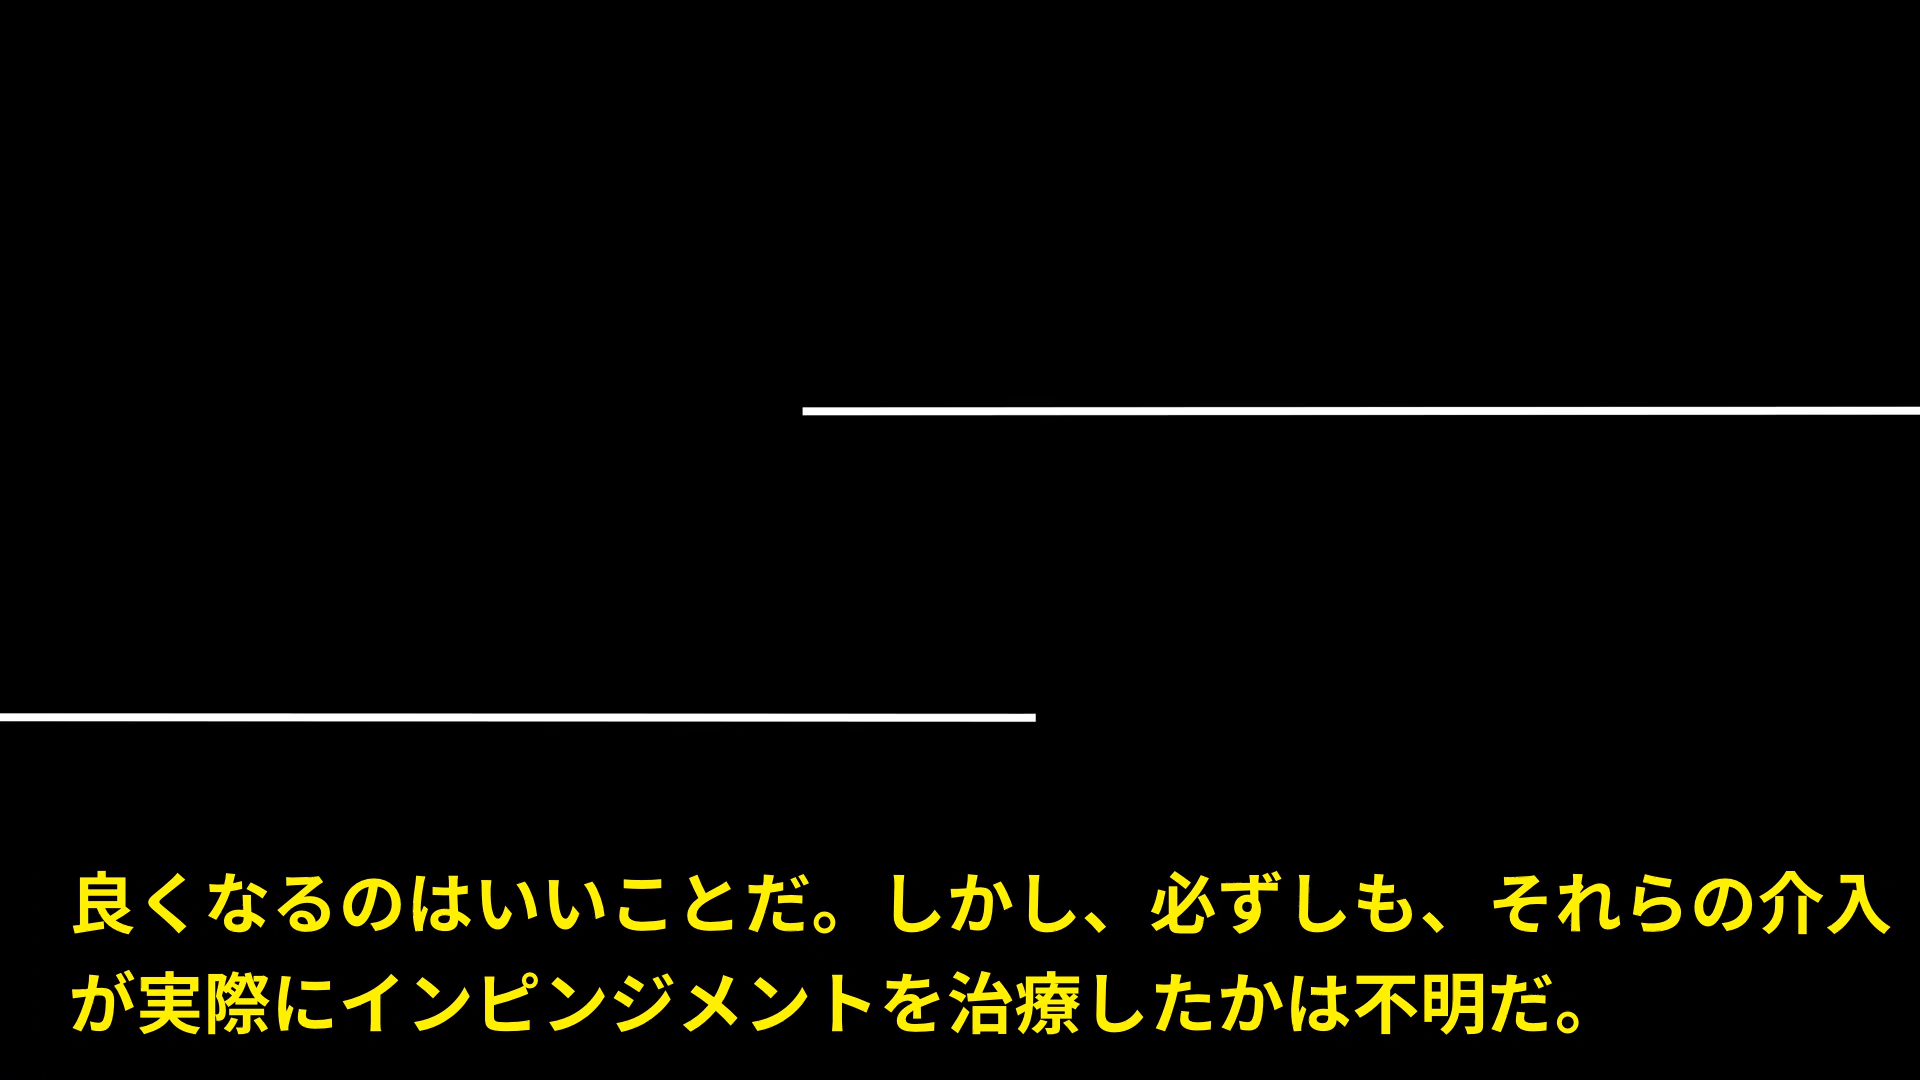 良くなるのはいいことだ。しかし、必ずしも、それらの介入
が実際にインピンジメントを治療したかは不明だ。